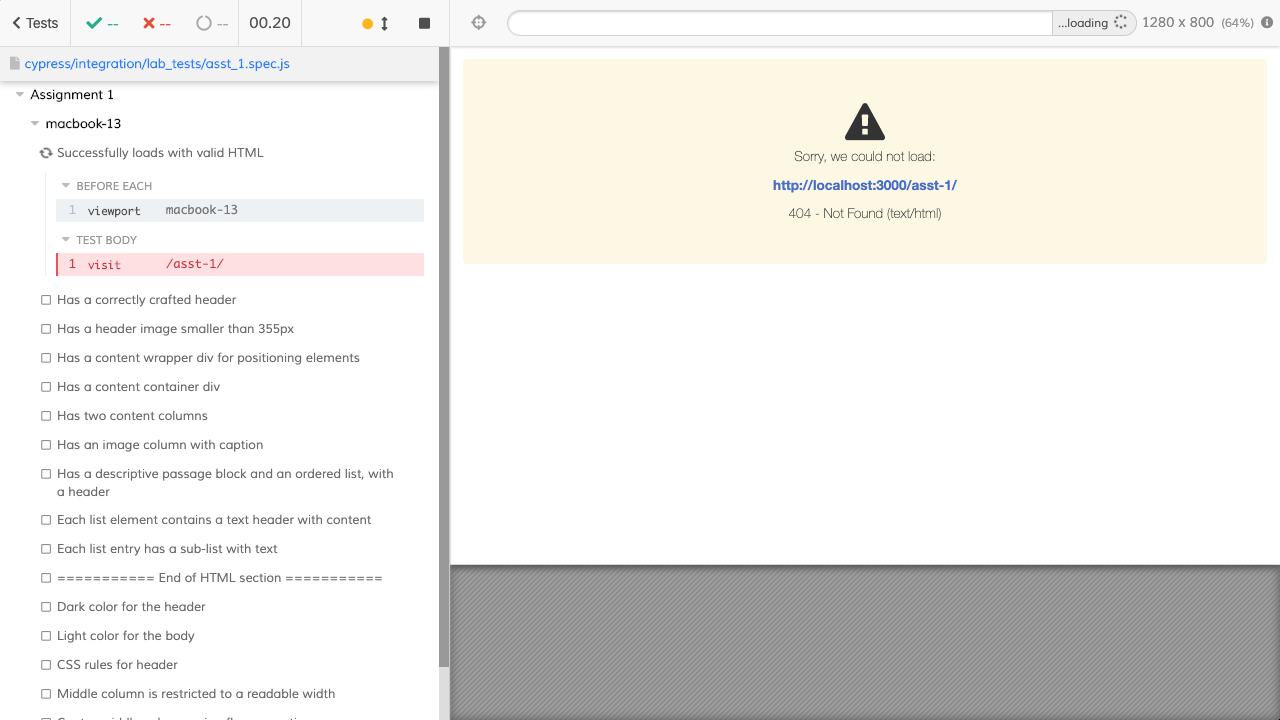 Tests
--
--
--
00.20
...loading
1280 x 800 (64%)
cypress/integration/lab_tests/asst_1.spec.js
Assignment 1
macbook-13
Successfully loads with valid HTML
BEFORE EACH
1 viewport macbook-13
TEST BODY
1 visit /asst-1/
Has a correctly crafted header
Has a header image smaller than 355px
Has a content wrapper div for positioning elements
Has a content container div
Has two content columns
Has an image column with caption
Has a descriptive passage block and an ordered list, with
a header
Each list element contains a text header with content
Each list entry has a sub-list with text
=========== End of HTML section ===========
Dark color for the header
Light color for the body
CSS rules for header
Middle column is restricted to a readable width
Sorry, we could not load:
http://localhost:3000/asst-1/
404 - Not Found (text/html)